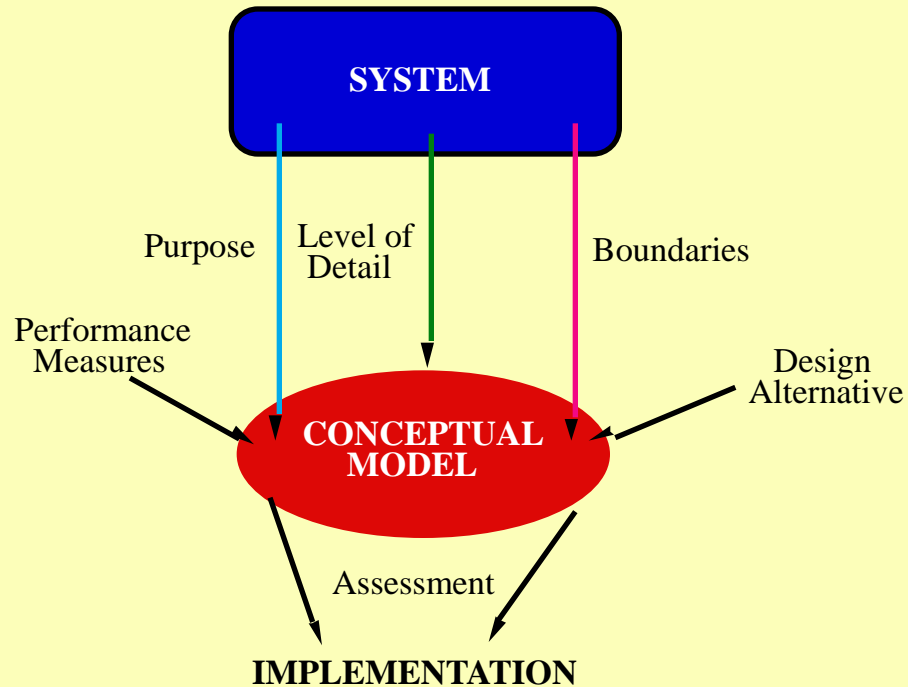 SYSTEM
Purpose
Level of
Detail
Boundaries
Performance
Measures
Design
Alternative
CONCEPTUAL
MODEL
Assessment
IMPLEMENTATION